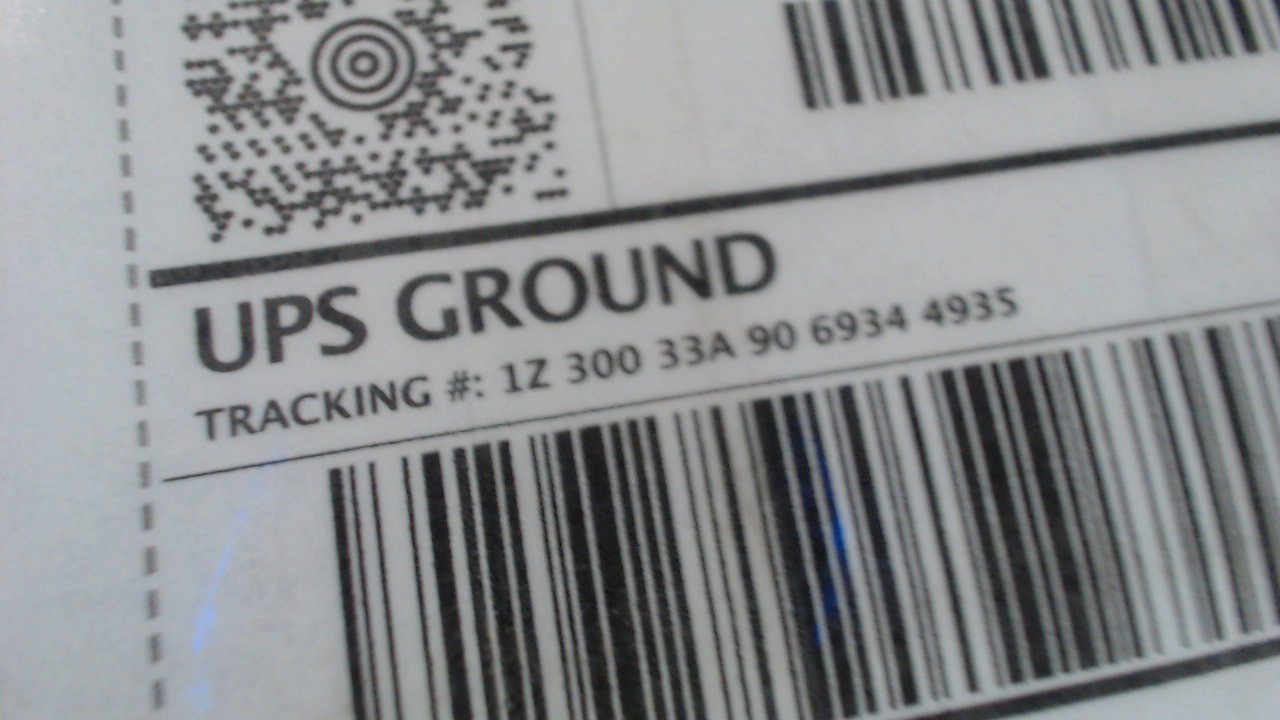 UPS GROUND
TRACKING #: 1Z 300 33A 90 6934 4935